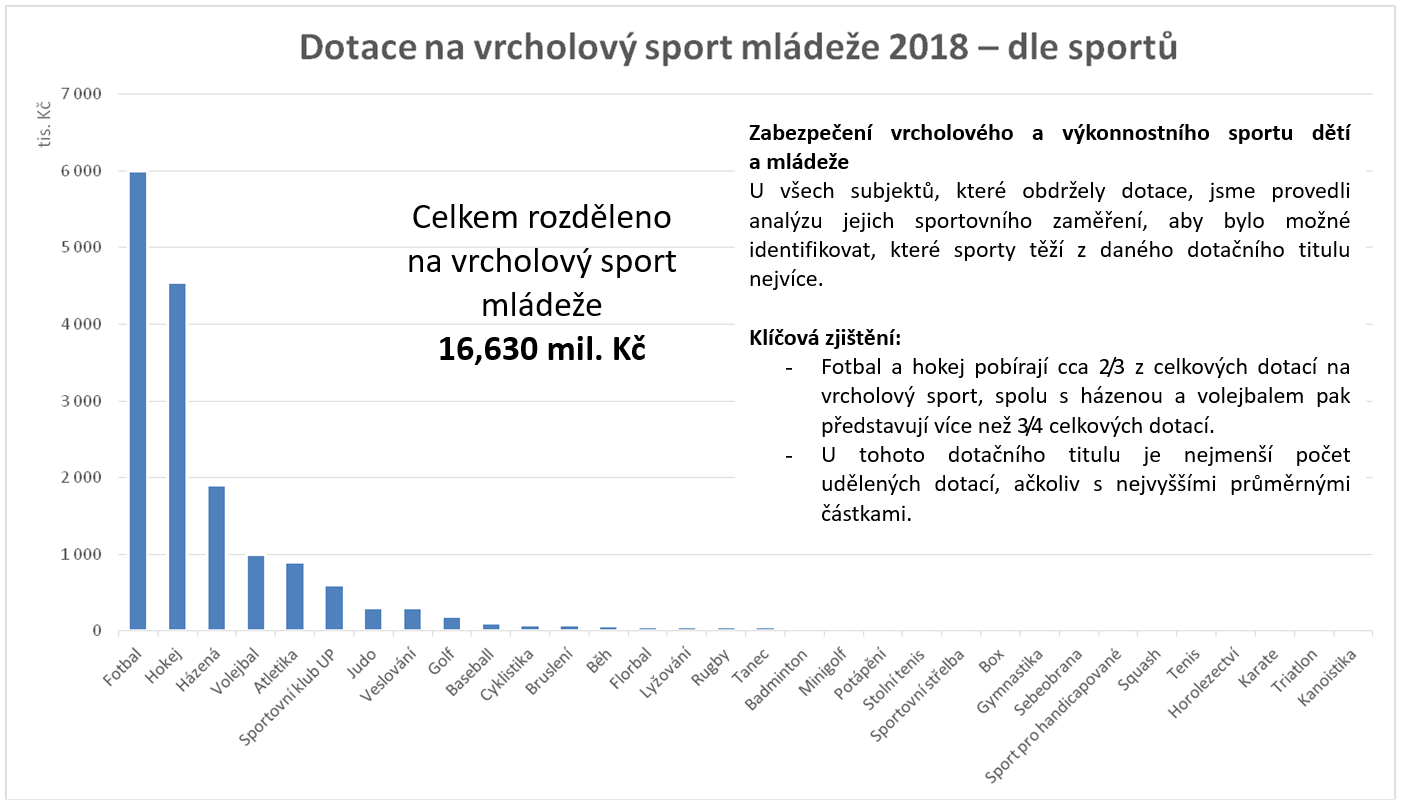 Dotace na vrcholový sport mládeže 2018 – dle sportů
tis. Kč
7 000
6 000
5 000
4 000
3 000
2 000
1 000
0
Celkem rozděleno
na vrcholový sport
mládeže
16,630 mil. Kč
Zabezpečení vrcholového a výkonnostního sportu dětí
a mládeže
U všech subjektů, které obdržely dotace, jsme provedli
analýzu jejich sportovního zaměření, aby bylo možné
identifikovat, které sporty těží z daného dotačního titulu
nejvíce.
Klíčová zjištění:
- Fotbal a hokej pobírají cca 2/3 z celkových dotací na
vrcholový sport, spolu s házenou a volejbalem pak
představují více než 3/4 celkových dotací.
- U tohoto dotačního titulu je nejmenší počet
udělených dotací, ačkoliv s nejvyššími průměrnými
částkami.
Fotbal
Hokej
Házená
Volejbal
Atletika
Sportovní klub UP
Judo
Veslování
Golf
Baseball
Cyklistika
Bruslení
Běh
Florbal
Lyžování
Rugby
Tanec
Badminton
Minigolf
Potápění
Stolní tenis
Sportovní střelba
Box
Gymnastika
Sebeobrana
Sport pro handicapované
Squash
Tenis
Horolezectví
Karate
Triatlon
Kanoistika